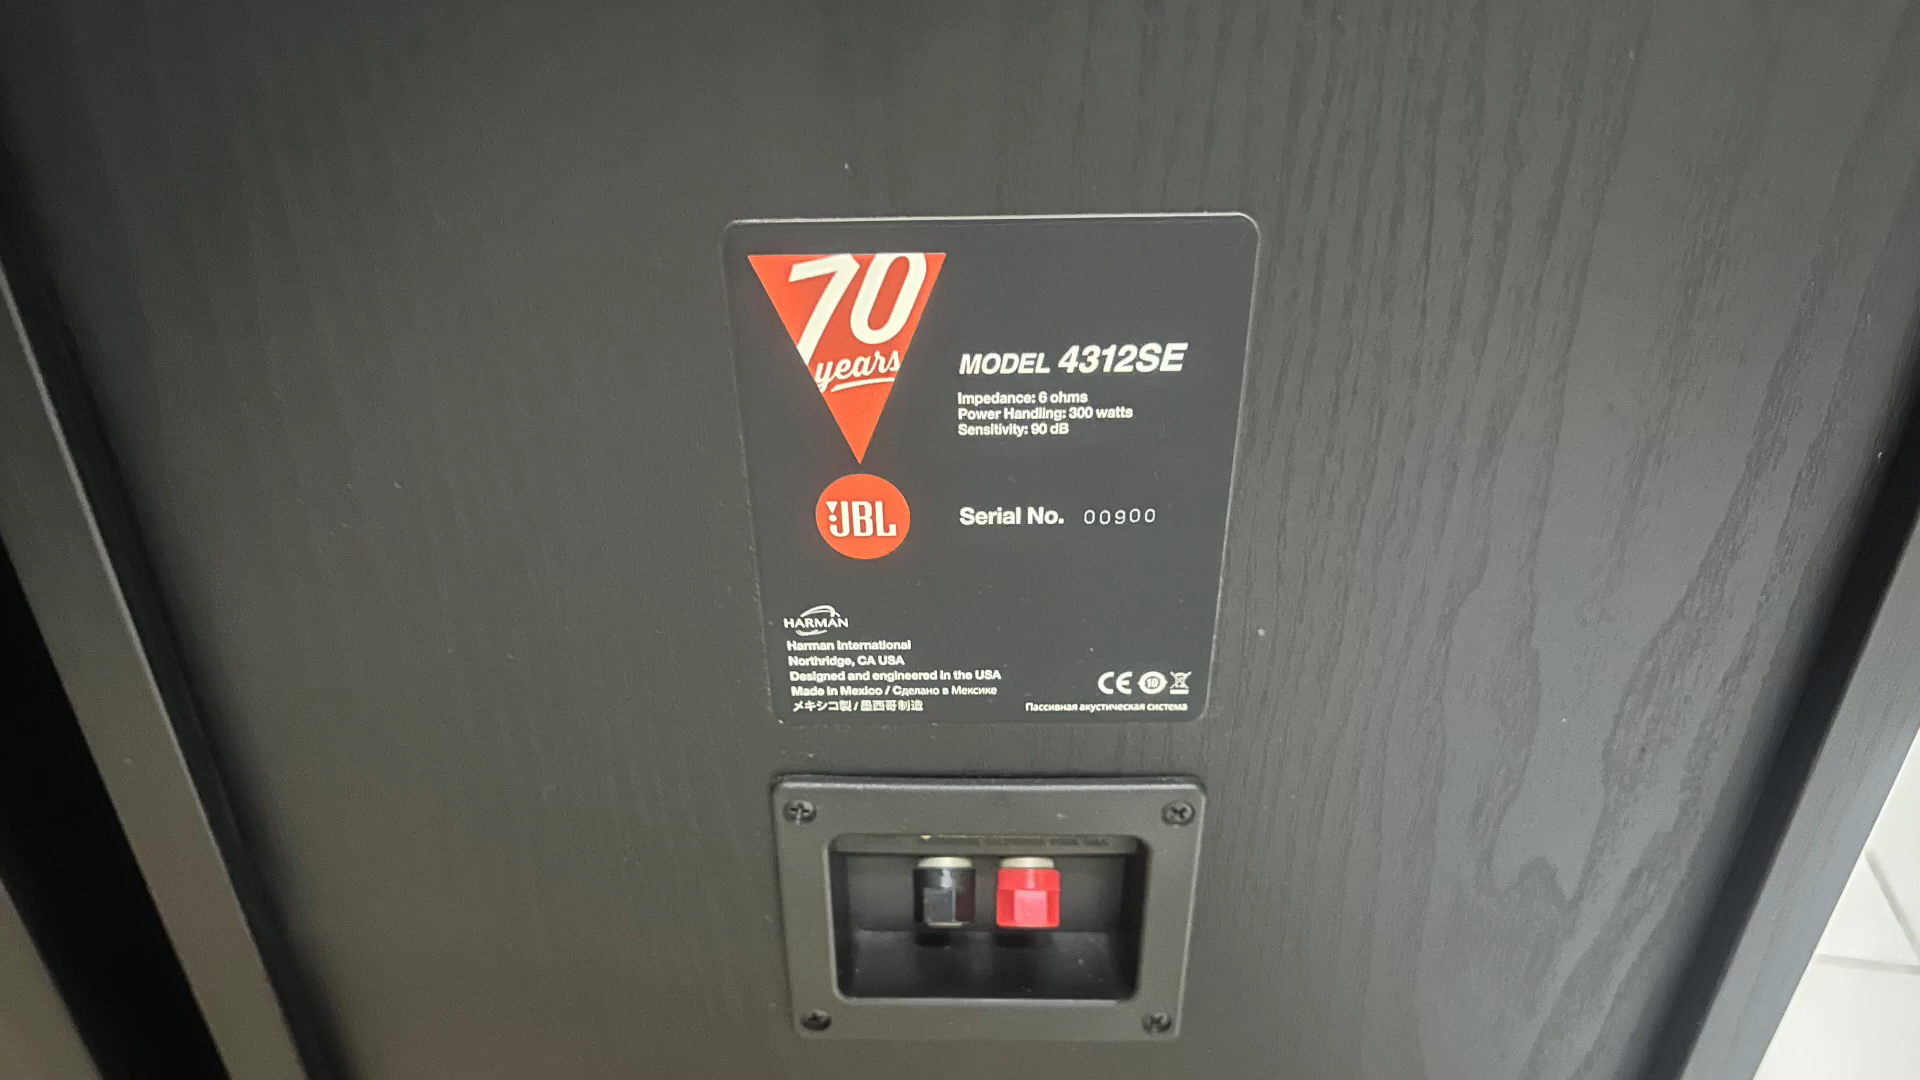 70
years
MODEL 4312SE
Impedance: 6 ohms
Power Handling: 300 watts
Sensitivity: 90 dB
JBL
Serial No. 00900
HARMAN
Harman International
Northridge, CA USA
Designed and engineered in the USA
Made in Mexico / Сделано в Мексике
メキシコ製 / 墨西哥制造
CE 10
Пассивная акустическая система